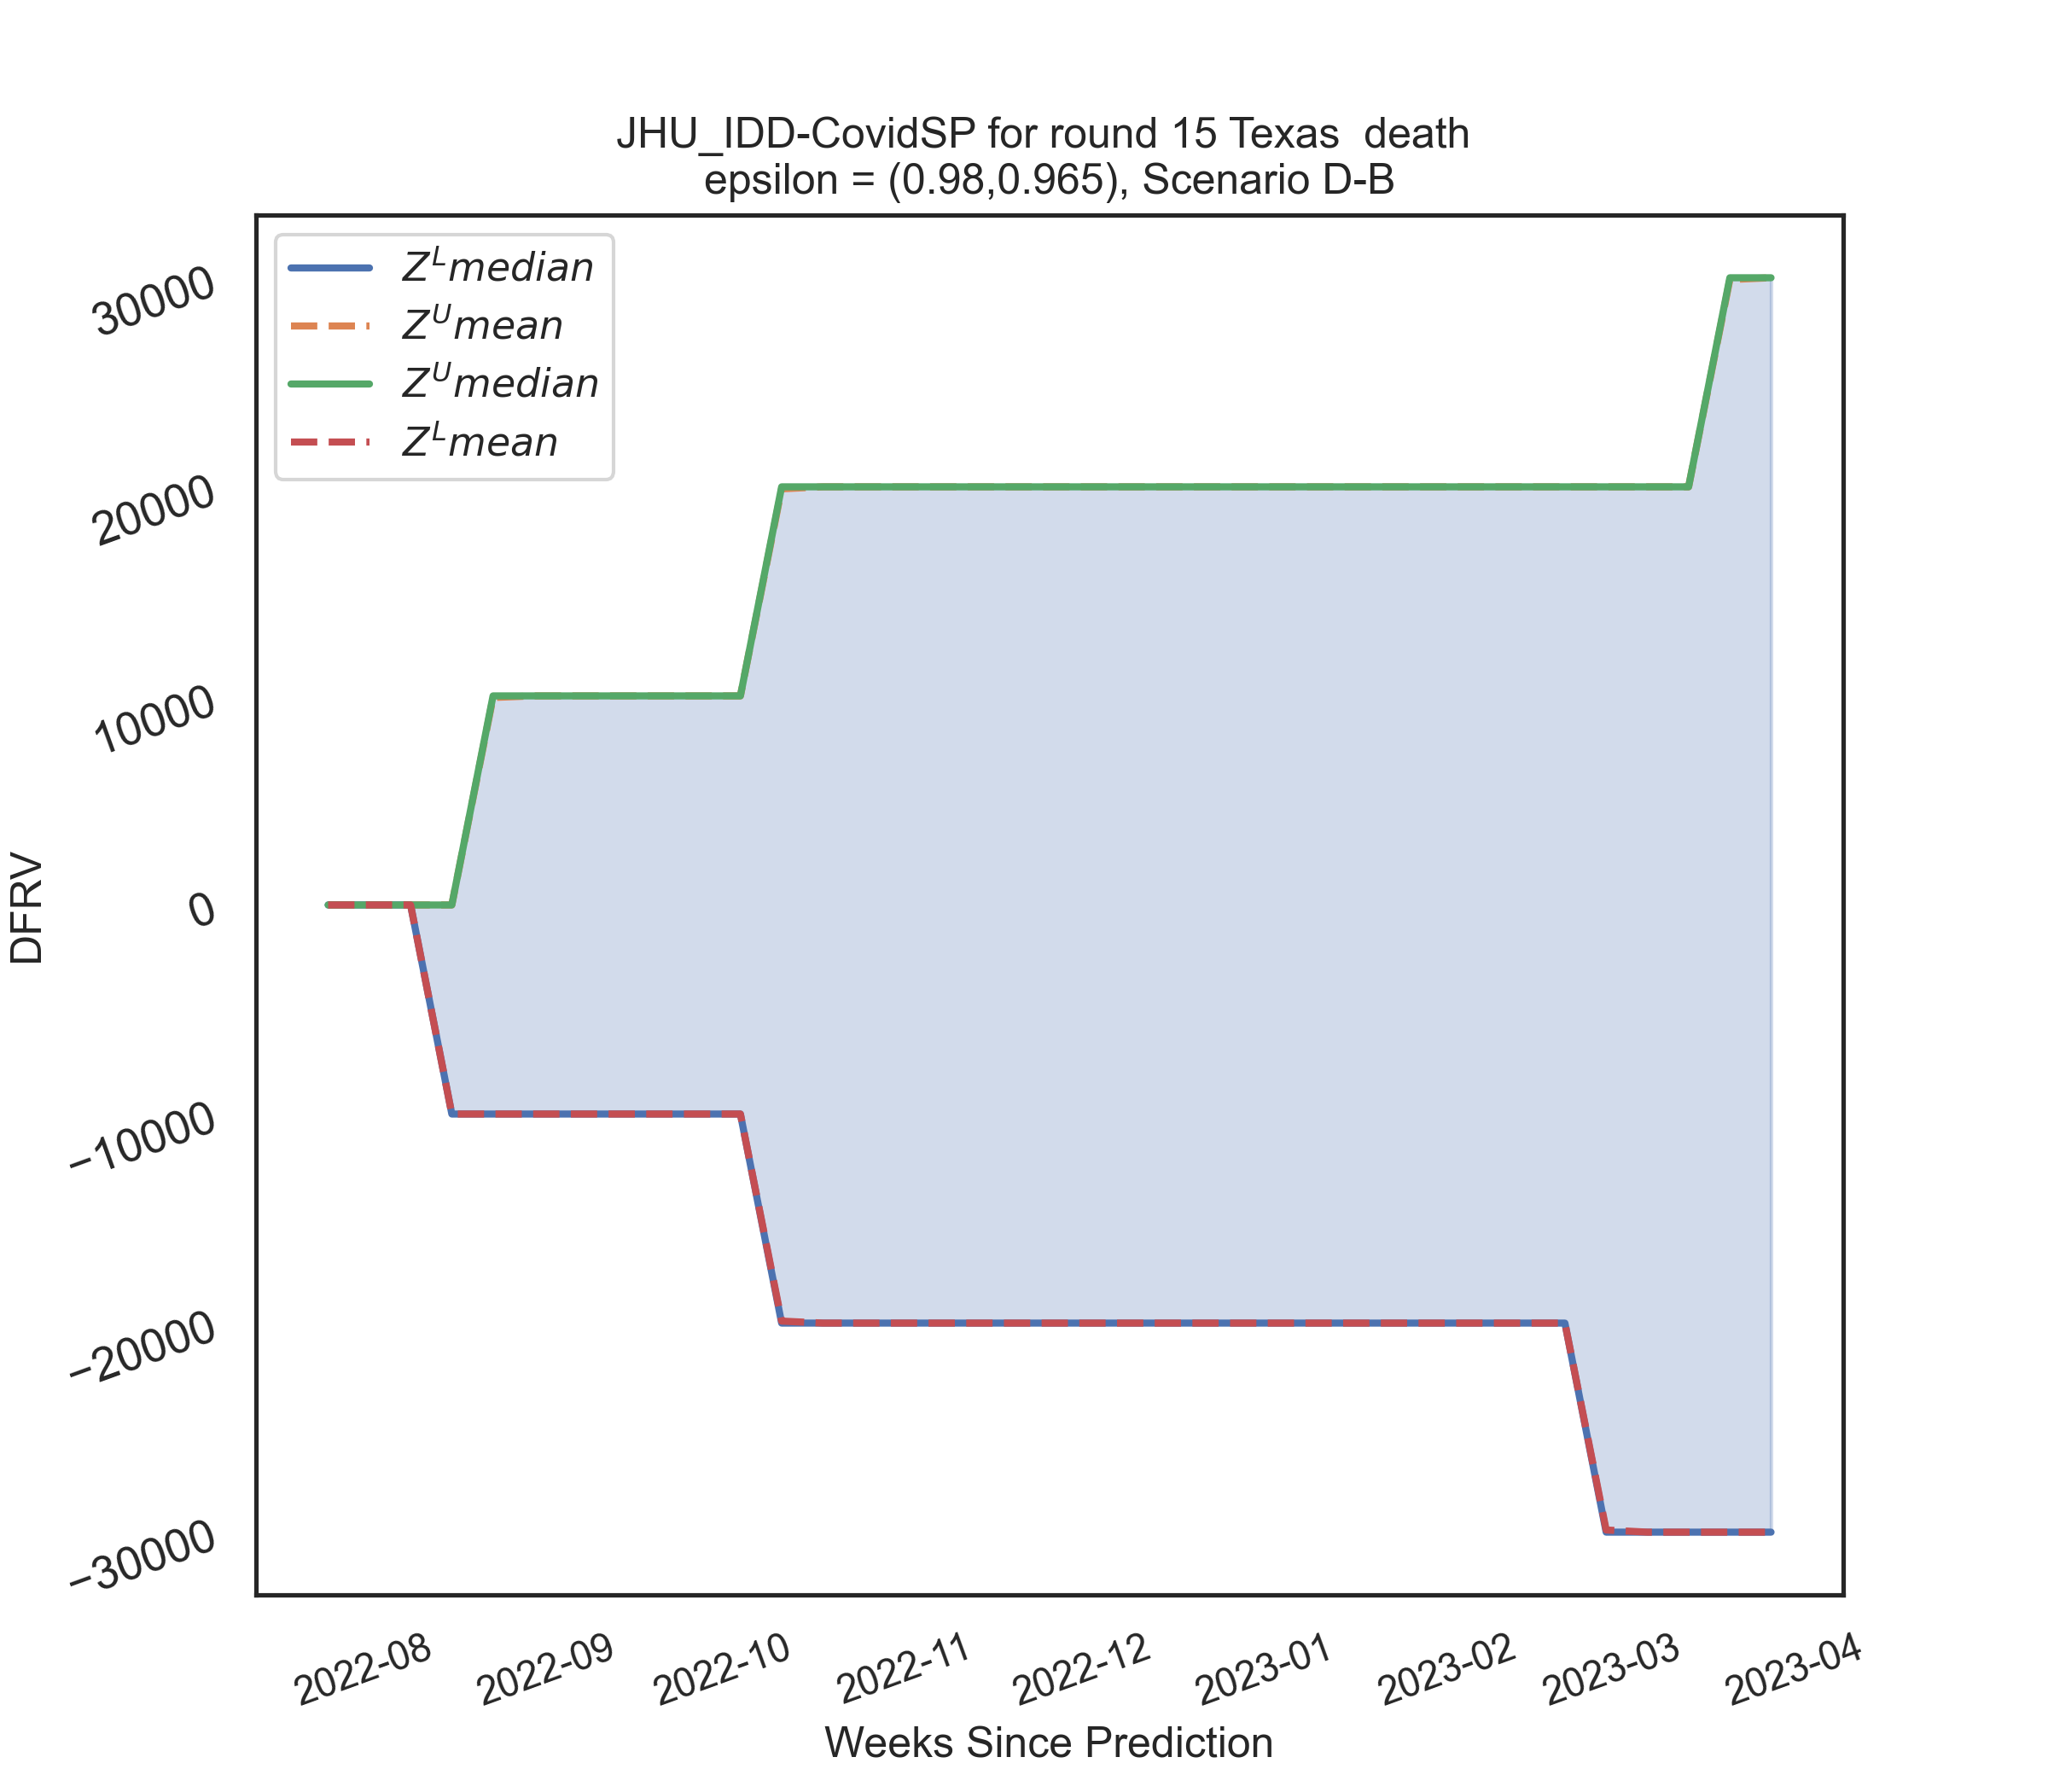 JHU_IDD-CovidSP for round 15 Texas  death
epsilon = (0.98,0.965), Scenario D-B
Z^L median
Z^U mean
Z^U median
Z^L mean
30000
20000
10000
0
−10000
−20000
−30000
DFRV
2022-08
2022-09
2022-10
2022-11
2022-12
2023-01
2023-02
2023-03
2023-04
Weeks Since Prediction